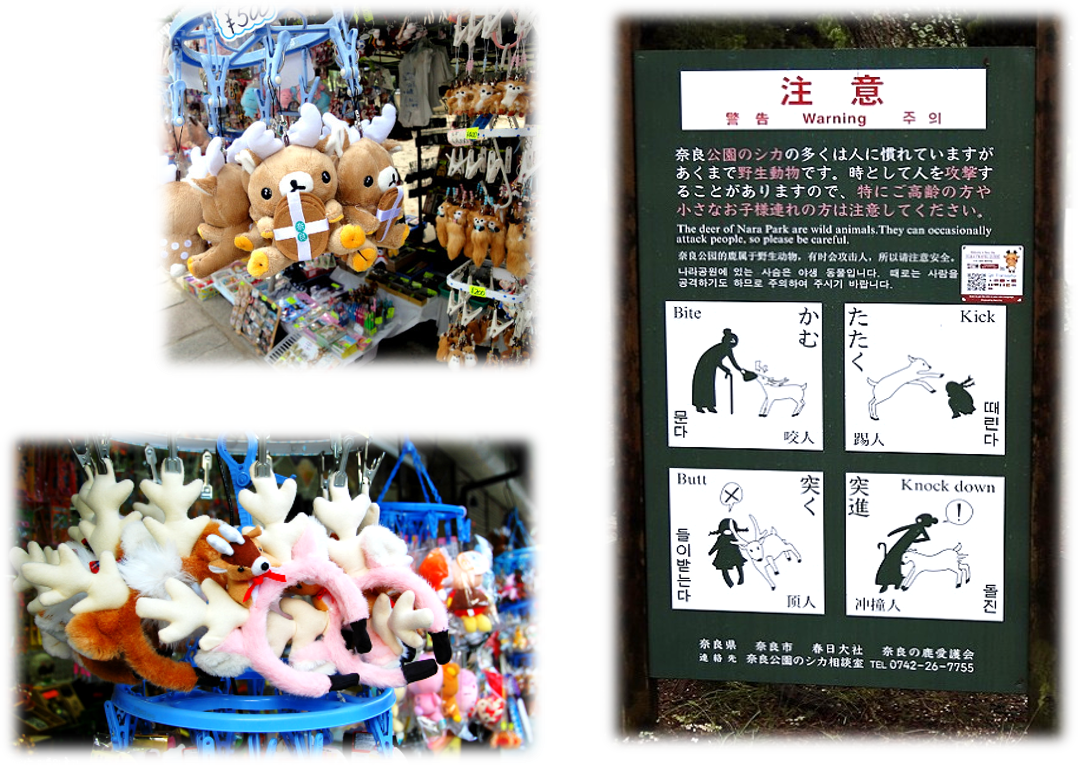 ¥500
注 意
警 告 Warning 주 의
奈良公園のシカの多くは人に慣れていますが
あくまで野生動物です。時として人を攻撃す
ることがありますので、特にご高齢の方や
小さなお子様連れの方は注意してください。
The deer of Nara Park are wild animals.They can occasionally
attack people, so please be careful.
奈良公园的鹿属于野生动物，有时会攻击人，所以请注意安全。
나라공원에 있는 사슴은 야생 동물입니다. 때로는 사람을
공격하기도 하므로 주의하여 주시기 바랍니다.
Bite
かむ
문다
咬人
たたく
Kick
踢人
때린다
Butt
突く
들이받는다
顶人
突進
Knock down
!
冲撞人
돌진
奈良県 奈良市 春日大社 奈良の鹿愛護会
連絡先 奈良公園のシカ相談室 TEL 0742-26-7755